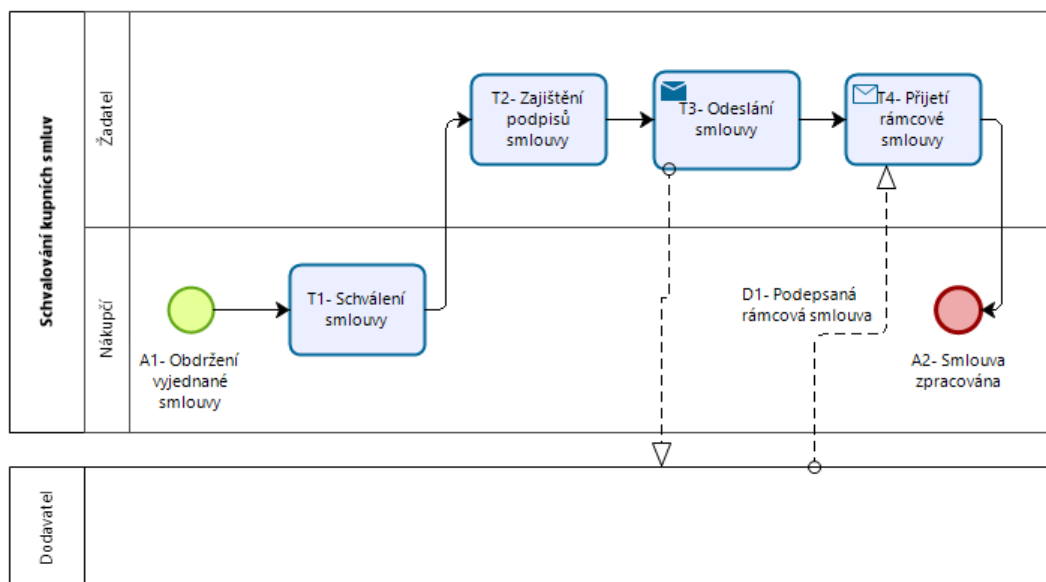 Schvalování kupních smluv
Žadatel
T2- Zajištění
podpisů
smlouvy
T3- Odeslání
smlouvy
T4- Přijetí
rámcové
smlouvy
Nákupčí
A1- Obdržení
vyjednané
smlouvy
T1- Schválení
smlouvy
D1- Podepsaná
rámcová smlouva
A2- Smlouva
zpracována
Dodavatel